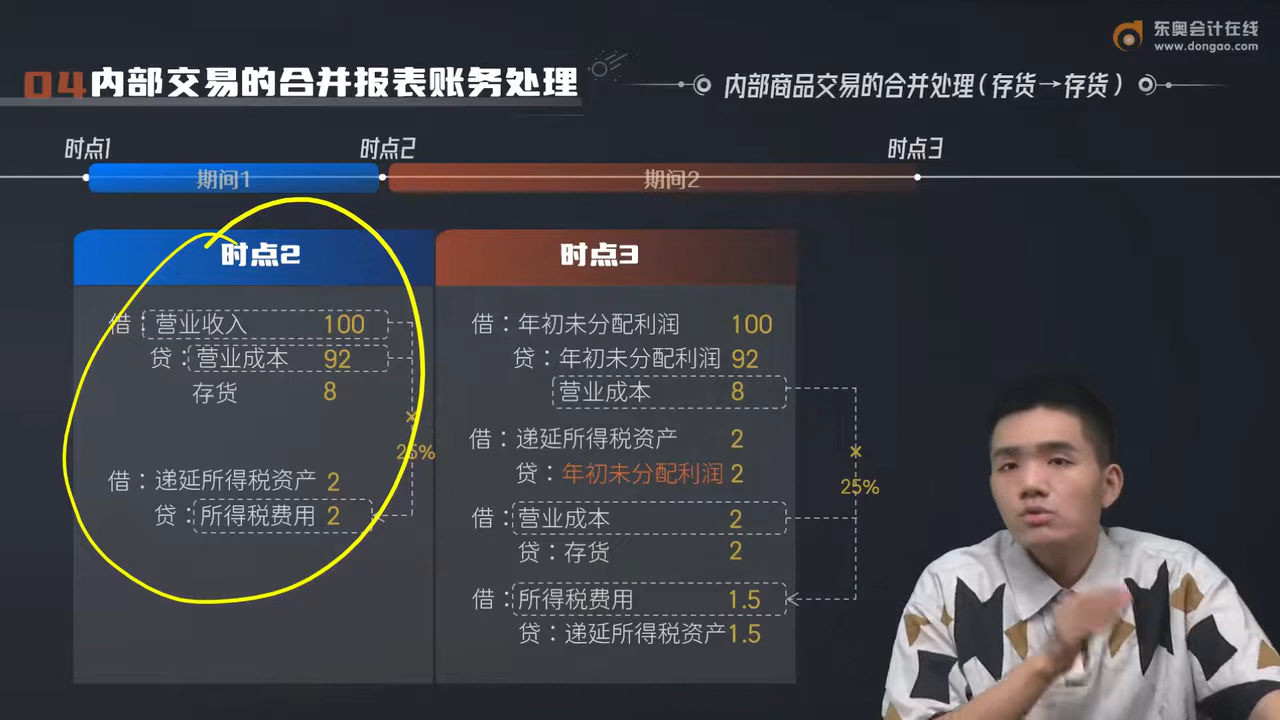 东奥会计在线
www.dongao.com
04 内部交易的合并报表账务处理
内部商品交易的合并处理(存货→存货)
时点1
时点2
时点3
期间1
期间2
时点2
借：营业收入 100
贷：营业成本 92
存货 8
×
25%
借：递延所得税资产 2
贷：所得税费用 2
时点3
借：年初未分配利润 100
贷：年初未分配利润 92
营业成本 8
借：递延所得税资产 2
贷：年初未分配利润 2
借：营业成本 2
贷：存货 2
借：所得税费用 1.5
贷：递延所得税资产 1.5
×
25%